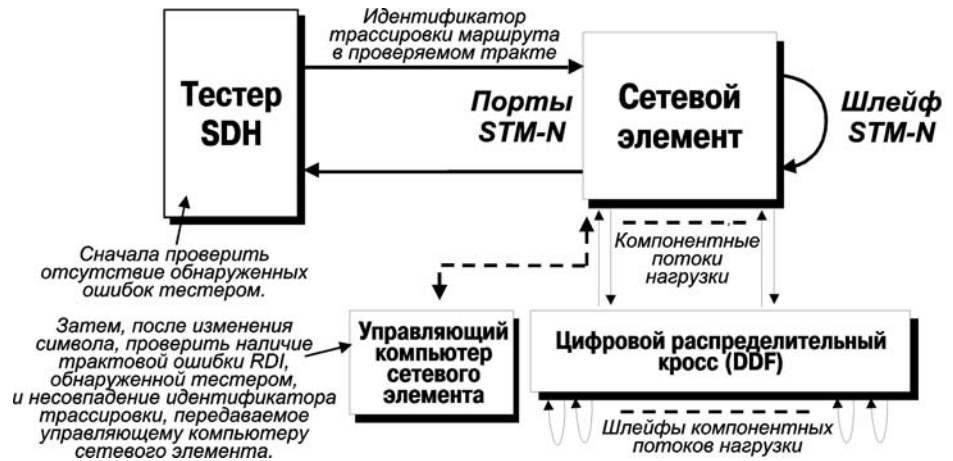 Идентификатор
трассировки маршрута
в проверяемом тракте
Тестер
SDH
Порты
STM-N
Сетевой
элемент
Шлейф
STM-N
Сначала проверить
отсутствие обнаруженных
ошибок тестером.
Компонентные
потоки
нагрузки
Затем, после изменения
символа, проверить наличие
трактовой ошибки RDI,
обнаруженной тестером,
и несовпадение идентификатора
трассировки, передаваемое
управляющему компьютеру
сетевого элемента.
Управляющий
компьютер
сетевого
элемента
Цифровой распределительный
кросс (DDF)
Шлейфы компонентных
потоков нагрузки